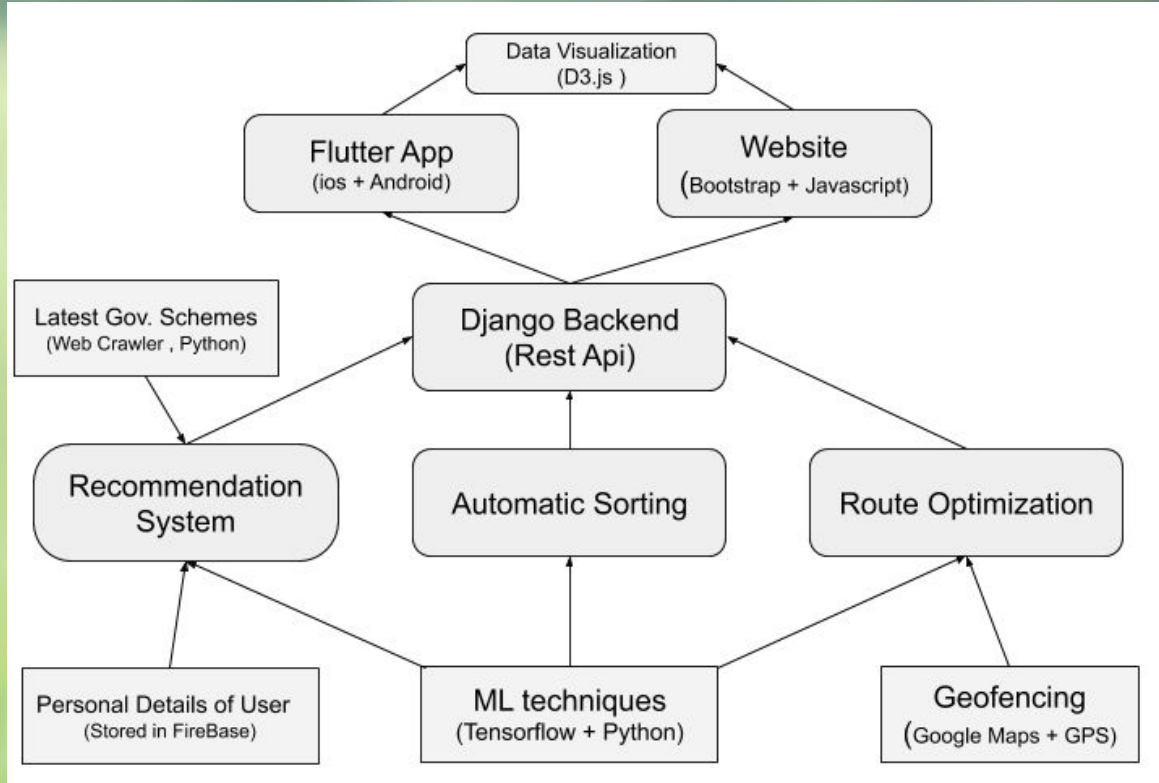 Data Visualization
(D3.js )
Flutter App
(ios + Android)
Website
(Bootstrap + Javascript)
Latest Gov. Schemes
(Web Crawler , Python)
Django Backend
(Rest Api)
Recommendation
System
Automatic Sorting
Route Optimization
Personal Details of User
(Stored in FireBase)
ML techniques
(Tensorflow + Python)
Geofencing
(Google Maps + GPS)